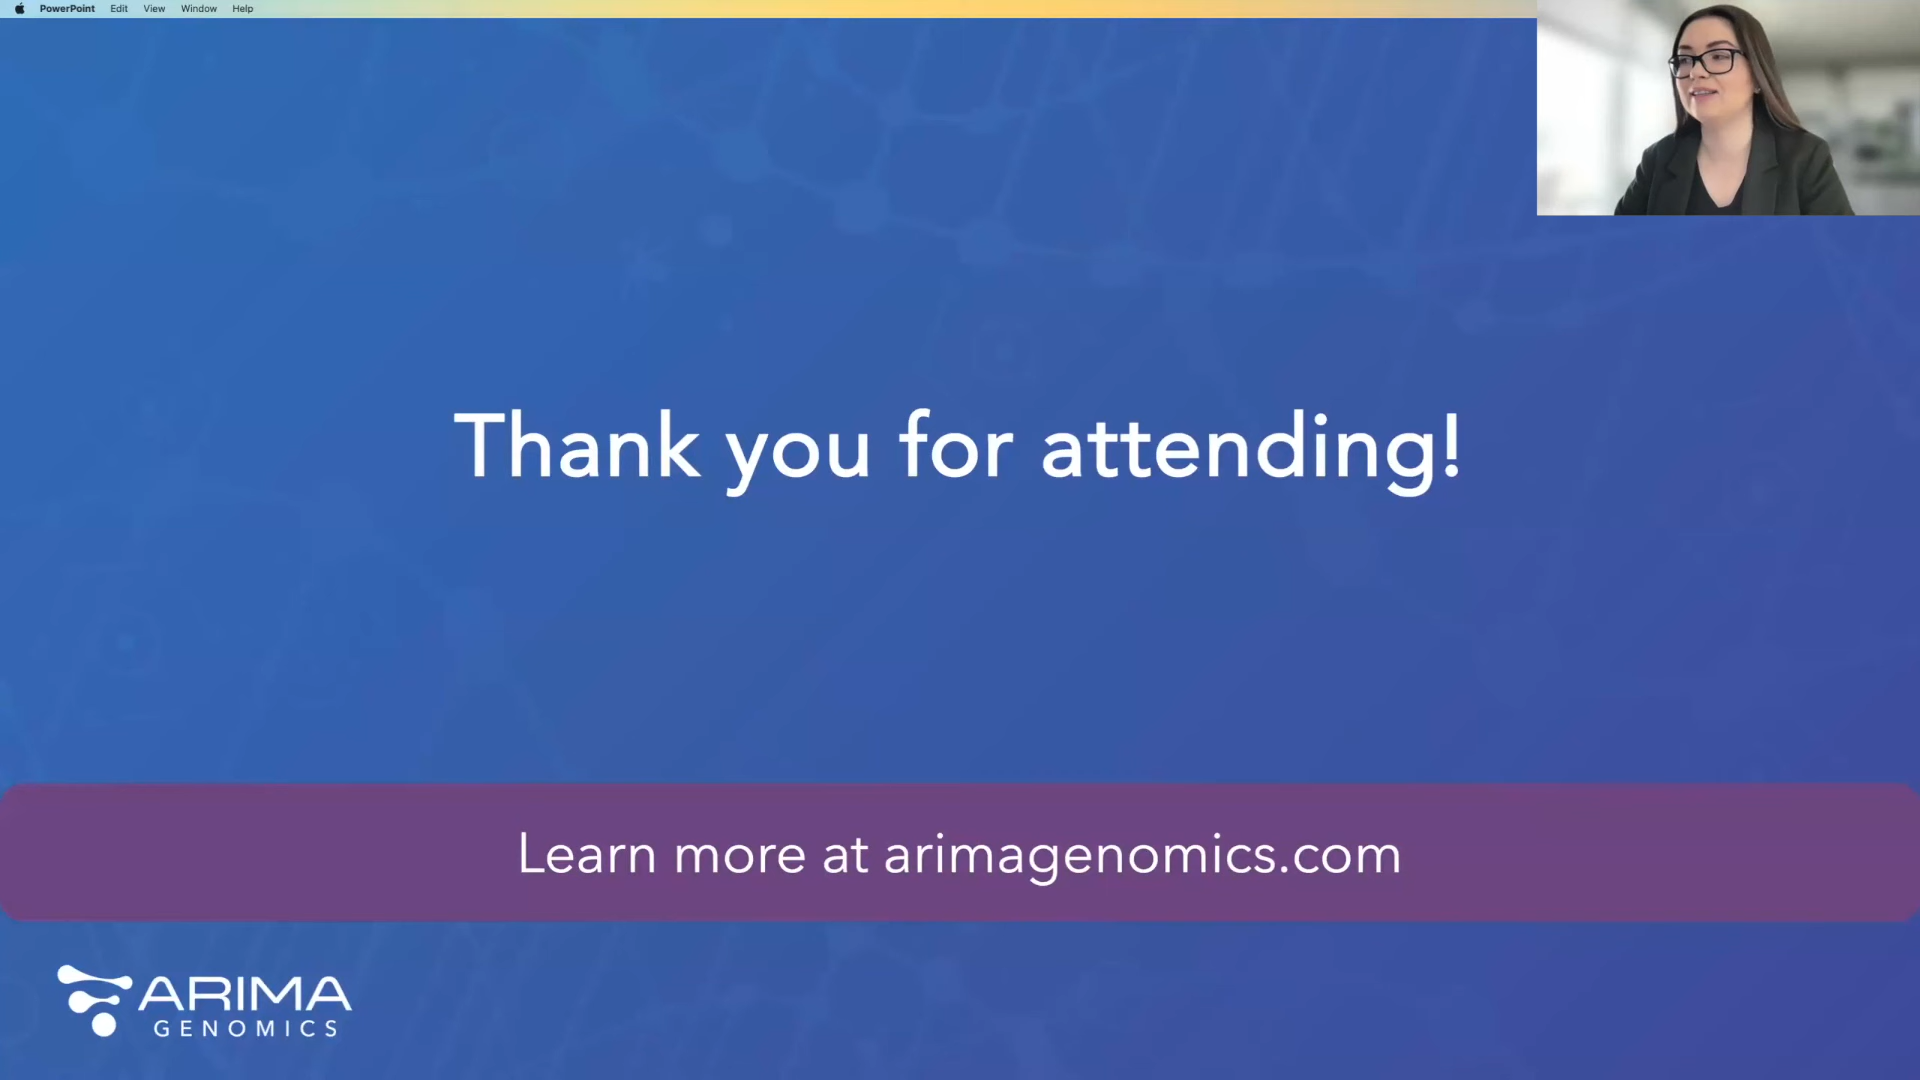 PowerPoint Edit View Window Help
Thank you for attending!
Learn more at arimagenomics.com
ARIMA
GENOMICS